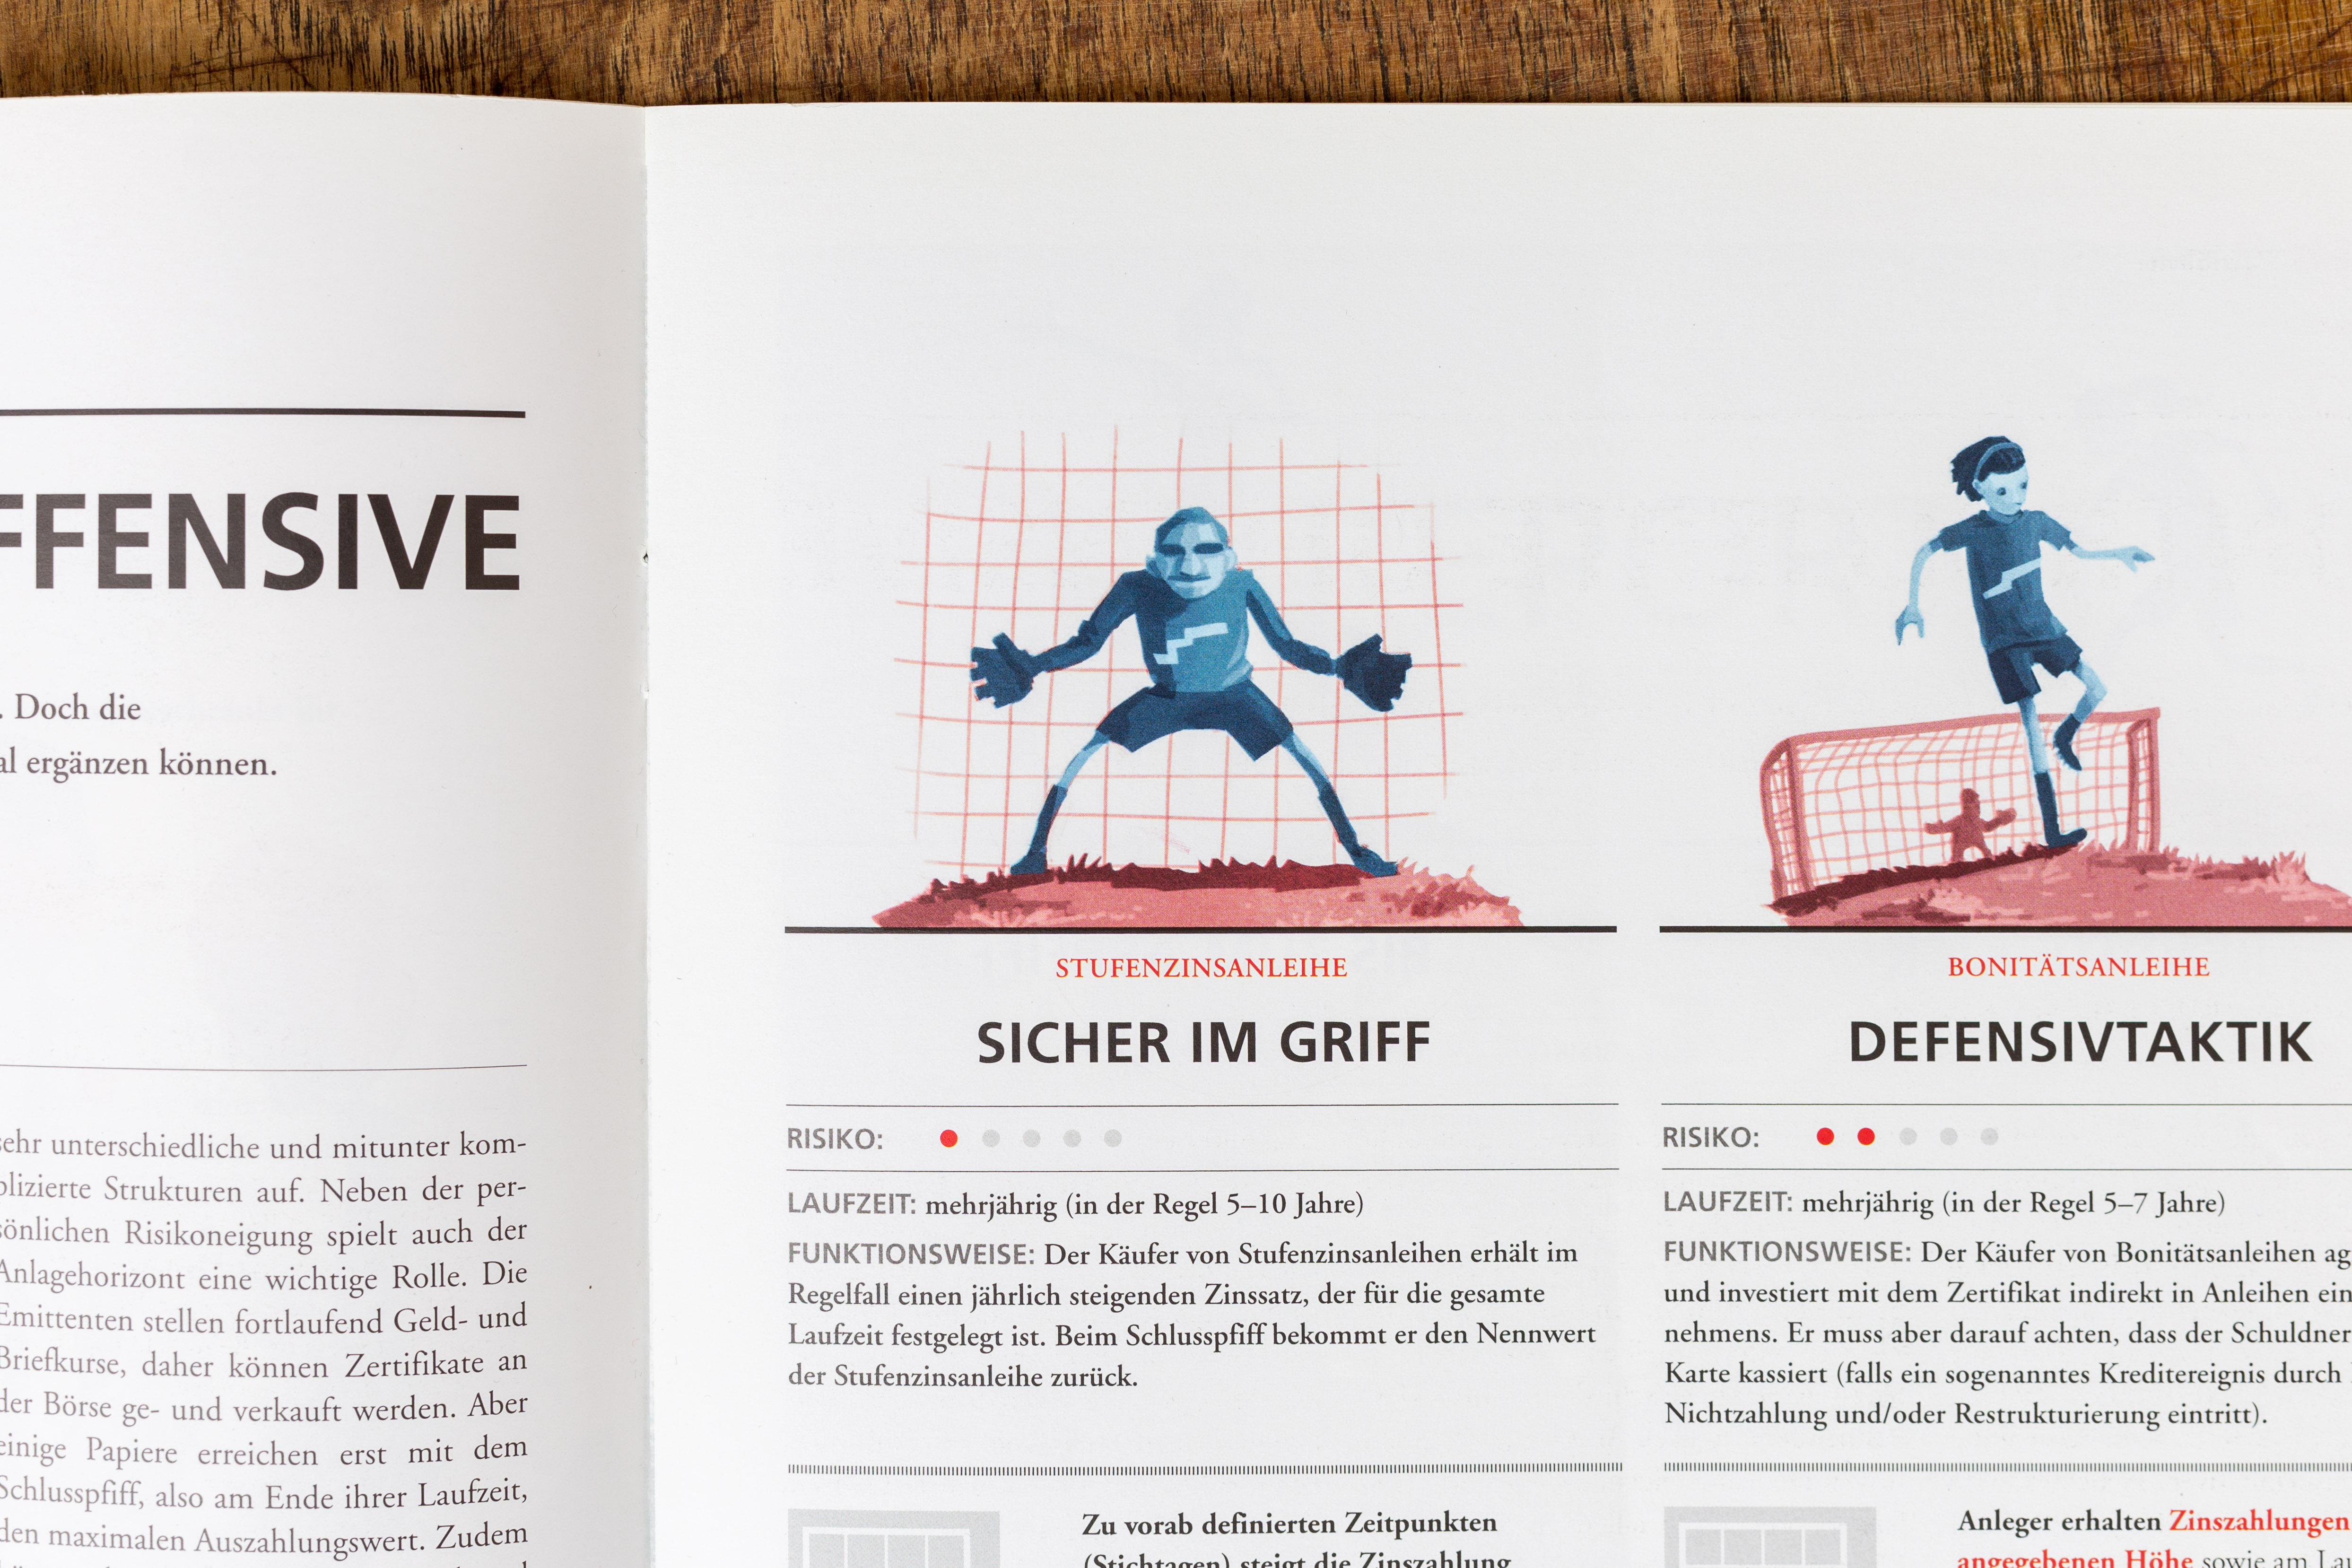 FFENSIVE
. Doch die
al ergänzen können.
sehr unterschiedliche und mitunter kom-
plizierte Strukturen auf. Neben der per-
sönlichen Risikoneigung spielt auch der
Anlagehorizont eine wichtige Rolle. Die
Emittenten stellen fortlaufend Geld- und
Briefkurse, daher können Zertifikate an
der Börse ge- und verkauft werden. Aber
einige Papiere erreichen erst mit dem
Schlusspfiff, also am Ende ihrer Laufzeit,
den maximalen Auszahlungswert. Zudem
STUFENZINSANLEIHE
SICHER IM GRIFF
RISIKO:
LAUFZEIT: mehrjährig (in der Regel 5–10 Jahre)
FUNKTIONSWEISE: Der Käufer von Stufenzinsanleihen erhält im
Regelfall einen jährlich steigenden Zinssatz, der für die gesamte
Laufzeit festgelegt ist. Beim Schlusspfiff bekommt er den Nennwert
der Stufenzinsanleihe zurück.
Zu vorab definierten Zeitpunkten
(Stichtagen) steigt die Zinszahlung
BONITÄTSANLEIHE
DEFENSIVTAKTIK
RISIKO:
LAUFZEIT: mehrjährig (in der Regel 5–7 Jahre)
FUNKTIONSWEISE: Der Käufer von Bonitätsanleihen ag
und investiert mit dem Zertifikat indirekt in Anleihen ein
nehmens. Er muss aber darauf achten, dass der Schuldner
Karte kassiert (falls ein sogenanntes Kreditereignis durch
Nichtzahlung und/oder Restrukturierung eintritt).
Anleger erhalten Zinszahlungen
angegebenen Höhe sowie am La